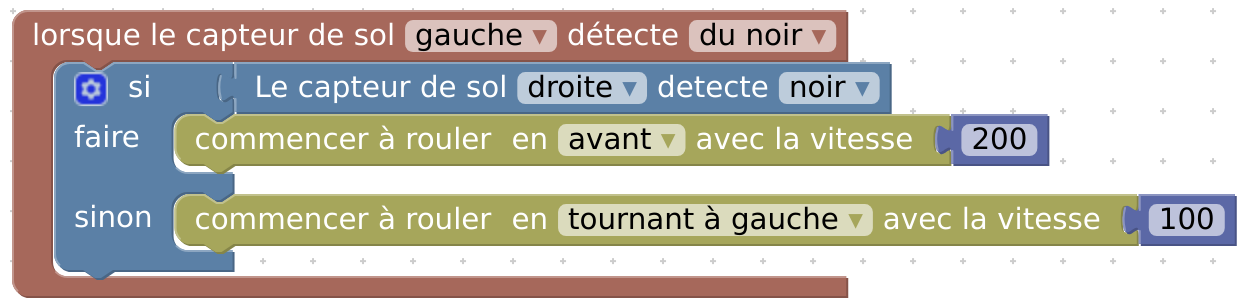 lorsque le capteur de sol gauche ▼ détecte du noir ▼
si Le capteur de sol droite ▼ detecte noir ▼
faire commencer à rouler en avant ▼ avec la vitesse 200
sinon commencer à rouler en tournant à gauche ▼ avec la vitesse 100